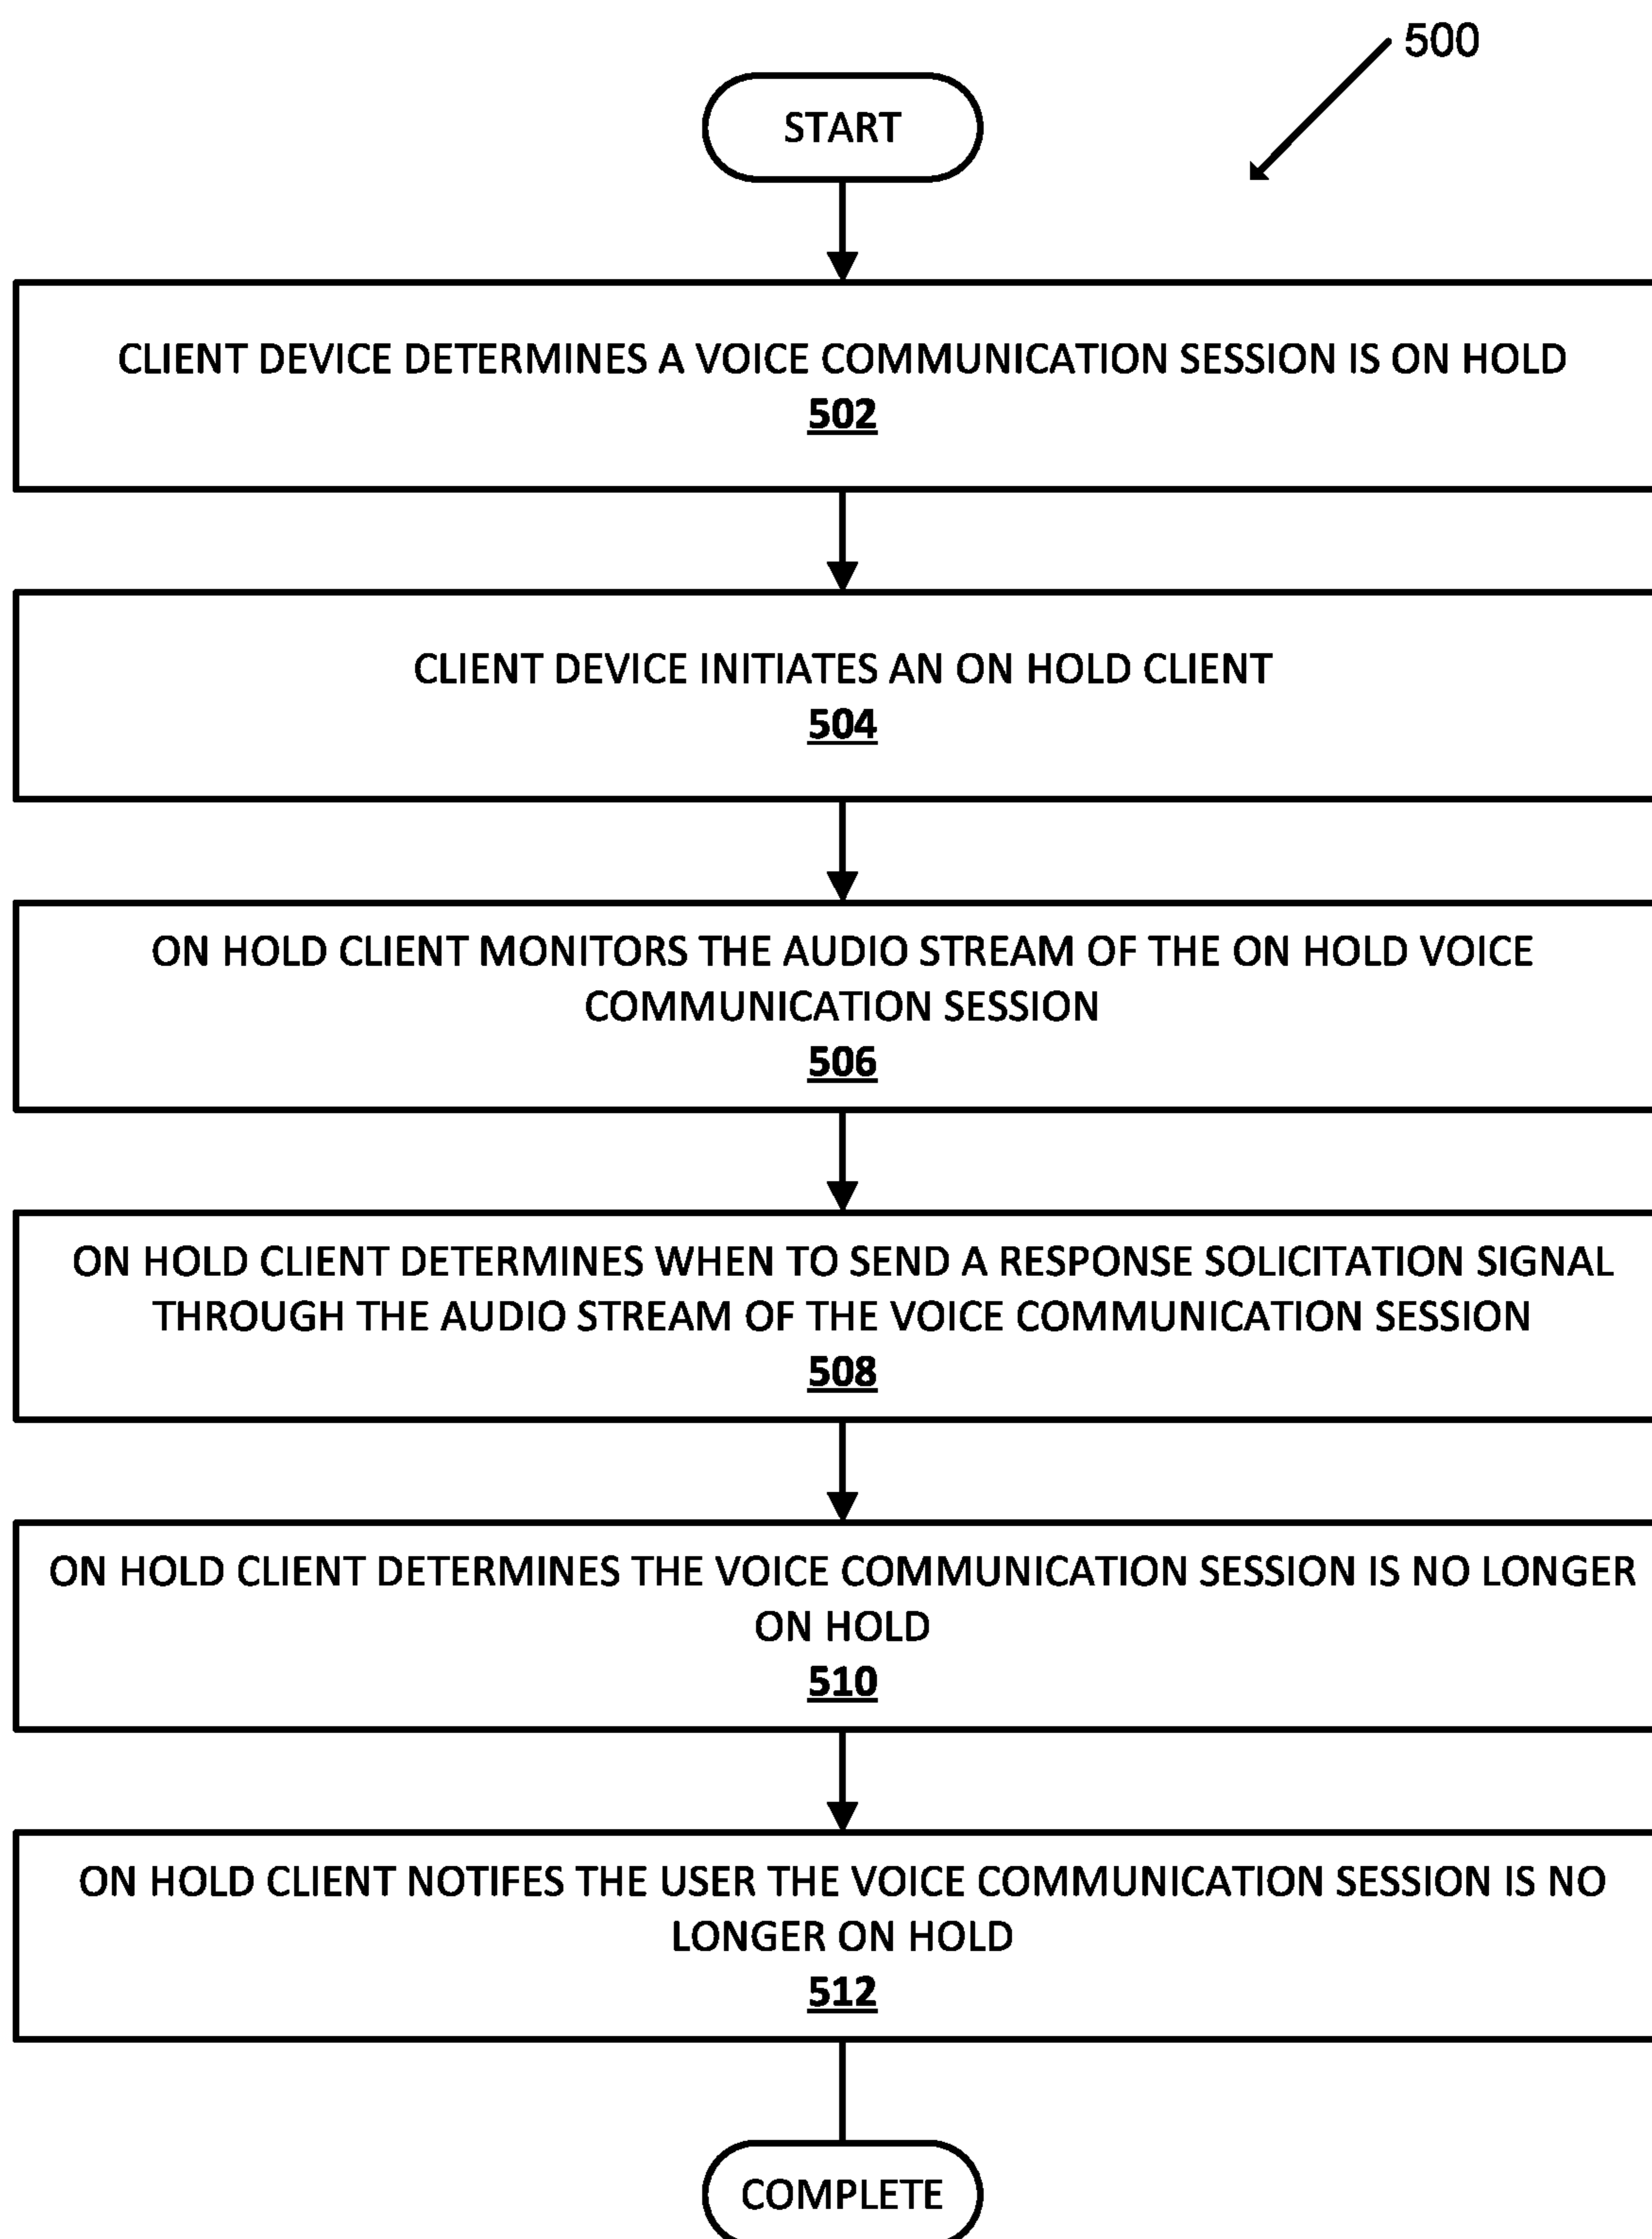 500
START
CLIENT DEVICE DETERMINES A VOICE COMMUNICATION SESSION IS ON HOLD
502
CLIENT DEVICE INITIATES AN ON HOLD CLIENT
504
ON HOLD CLIENT MONITORS THE AUDIO STREAM OF THE ON HOLD VOICE
COMMUNICATION SESSION
506
ON HOLD CLIENT DETERMINES WHEN TO SEND A RESPONSE SOLICITATION SIGNAL
THROUGH THE AUDIO STREAM OF THE VOICE COMMUNICATION SESSION
508
ON HOLD CLIENT DETERMINES THE VOICE COMMUNICATION SESSION IS NO LONGER
ON HOLD
510
ON HOLD CLIENT NOTIFES THE USER THE VOICE COMMUNICATION SESSION IS NO
LONGER ON HOLD
512
COMPLETE